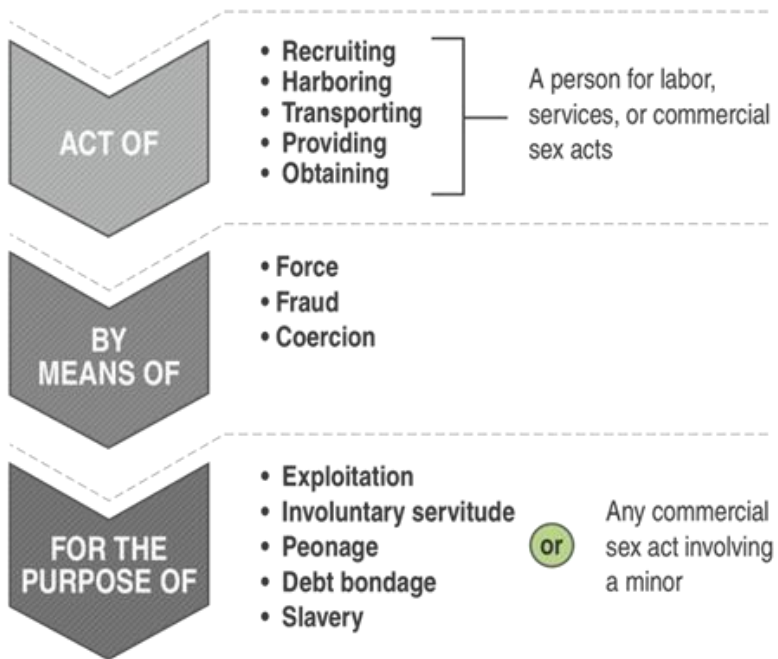 ACT OF
• Recruiting
• Harboring
• Transporting
• Providing
• Obtaining
A person for labor,
services, or commercial
sex acts
BY
MEANS OF
• Force
• Fraud
• Coercion
FOR THE
PURPOSE OF
• Exploitation
• Involuntary servitude
• Peonage
• Debt bondage
• Slavery
or
Any commercial
sex act involving
a minor